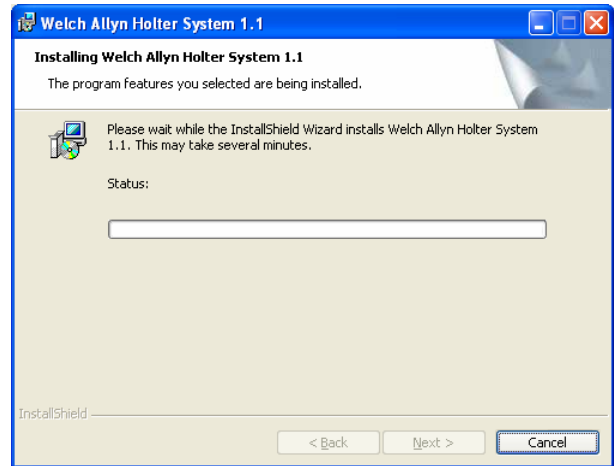 Welch Allyn Holter System 1.1
Installing Welch Allyn Holter System 1.1
The program features you selected are being installed.
Please wait while the InstallShield Wizard installs Welch Allyn Holter System
1.1. This may take several minutes.
Status:
InstallShield
< Back Next > Cancel